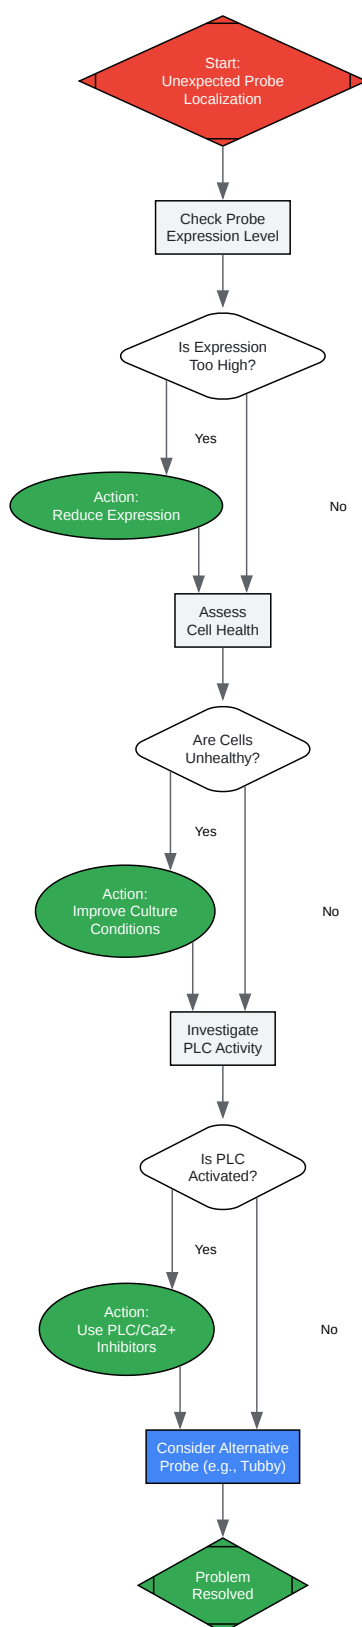 Start:
Unexpected Probe
Localization
Check Probe
Expression Level
Is Expression
Too High?
Yes
Action:
Reduce Expression
No
Assess
Cell Health
Are Cells
Unhealthy?
Yes
Action:
Improve Culture
Conditions
No
Investigate
PLC Activity
Is PLC
Activated?
Yes
Action:
Use PLC/Ca2+
Inhibitors
No
Consider Alternative
Probe (e.g., Tubby)
Problem
Resolved